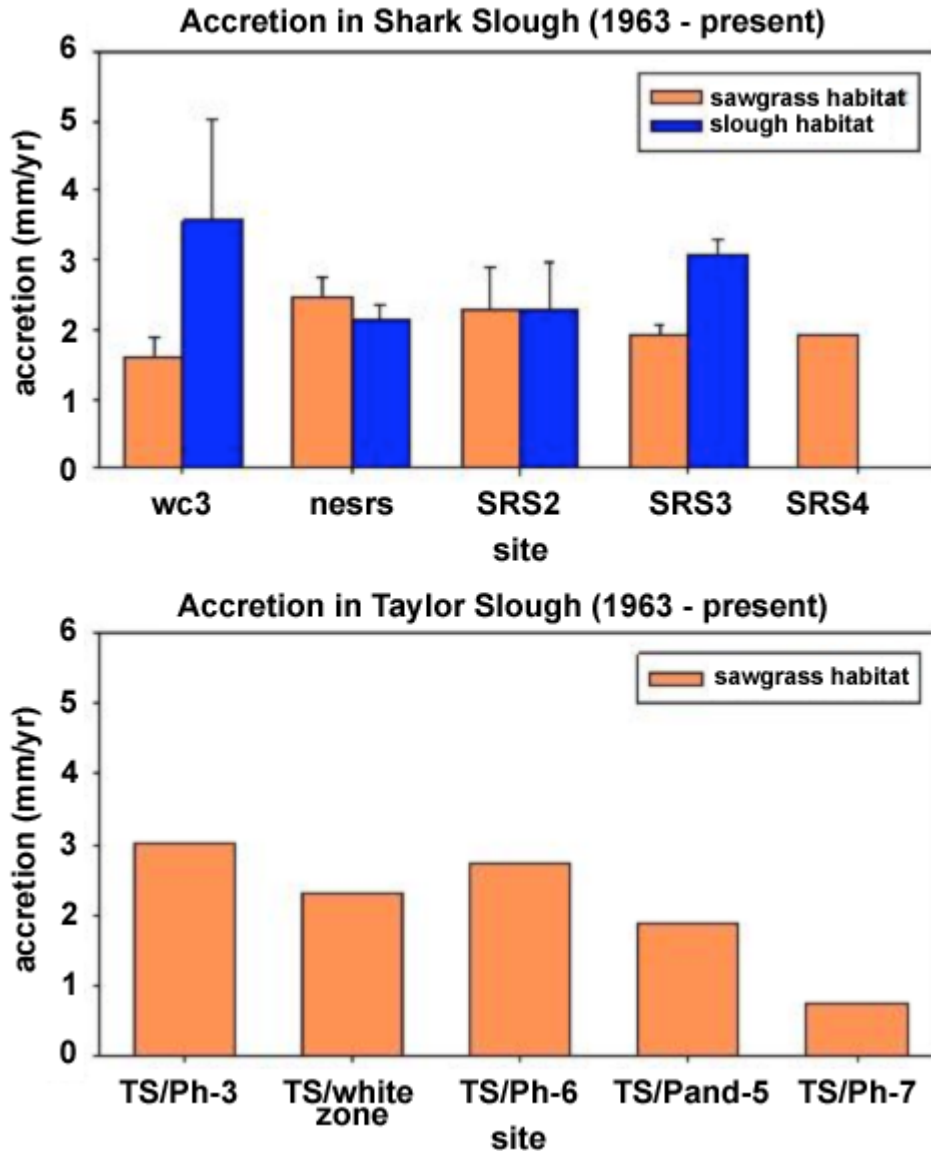 Accretion in Shark Slough (1963 - present)
6
5
4
3
2
1
0
accretion (mm/yr)
sawgrass habitat
slough habitat
wc3 nesrs SRS2 SRS3 SRS4
site
Accretion in Taylor Slough (1963 - present)
6
5
4
3
2
1
0
accretion (mm/yr)
sawgrass habitat
TS/Ph-3 TS/white TS/Ph-6 TS/Pand-5 TS/Ph-7
zone
site